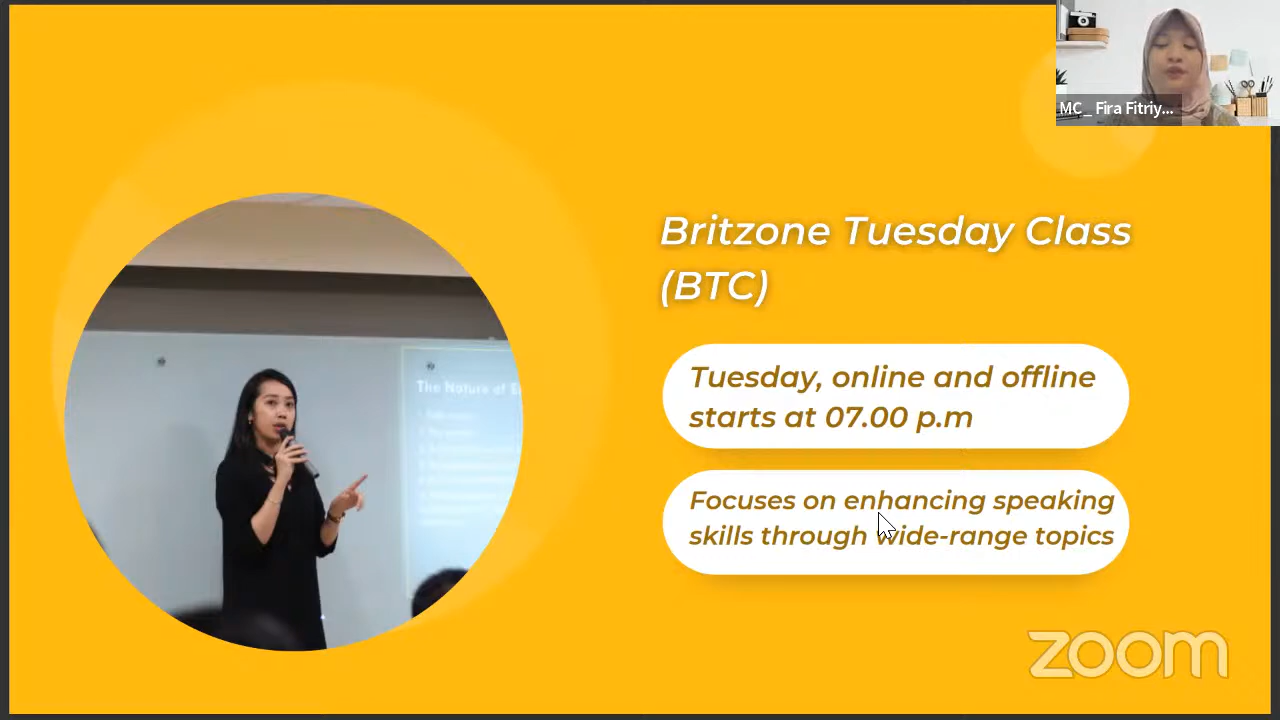 MC_ Fira Fitriy...
Britzone Tuesday Class
(BTC)
Tuesday, online and offline
starts at 07.00 p.m
Focuses on enhancing speaking
skills through wide-range topics
The Nature of E
zoom